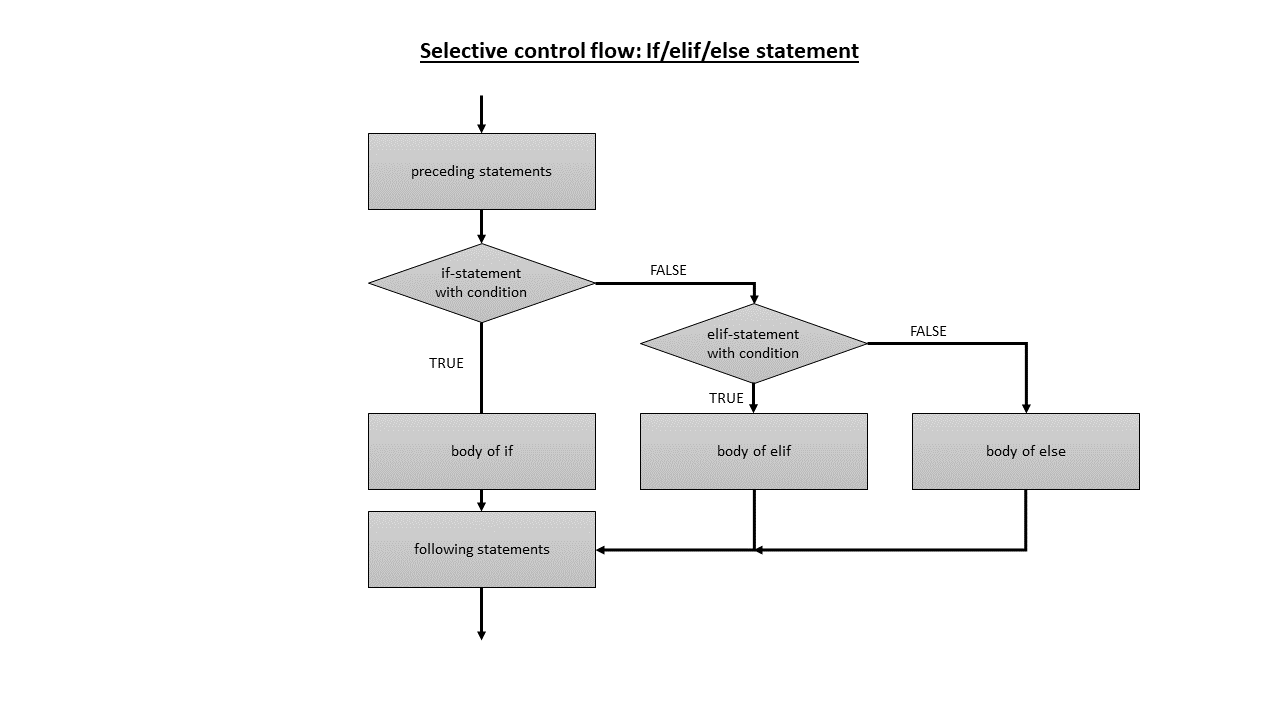 Selective control flow: If/elif/else statement
preceding statements
if-statement
with condition
FALSE
elif-statement
with condition
FALSE
TRUE
TRUE
body of if
body of elif
body of else
following statements